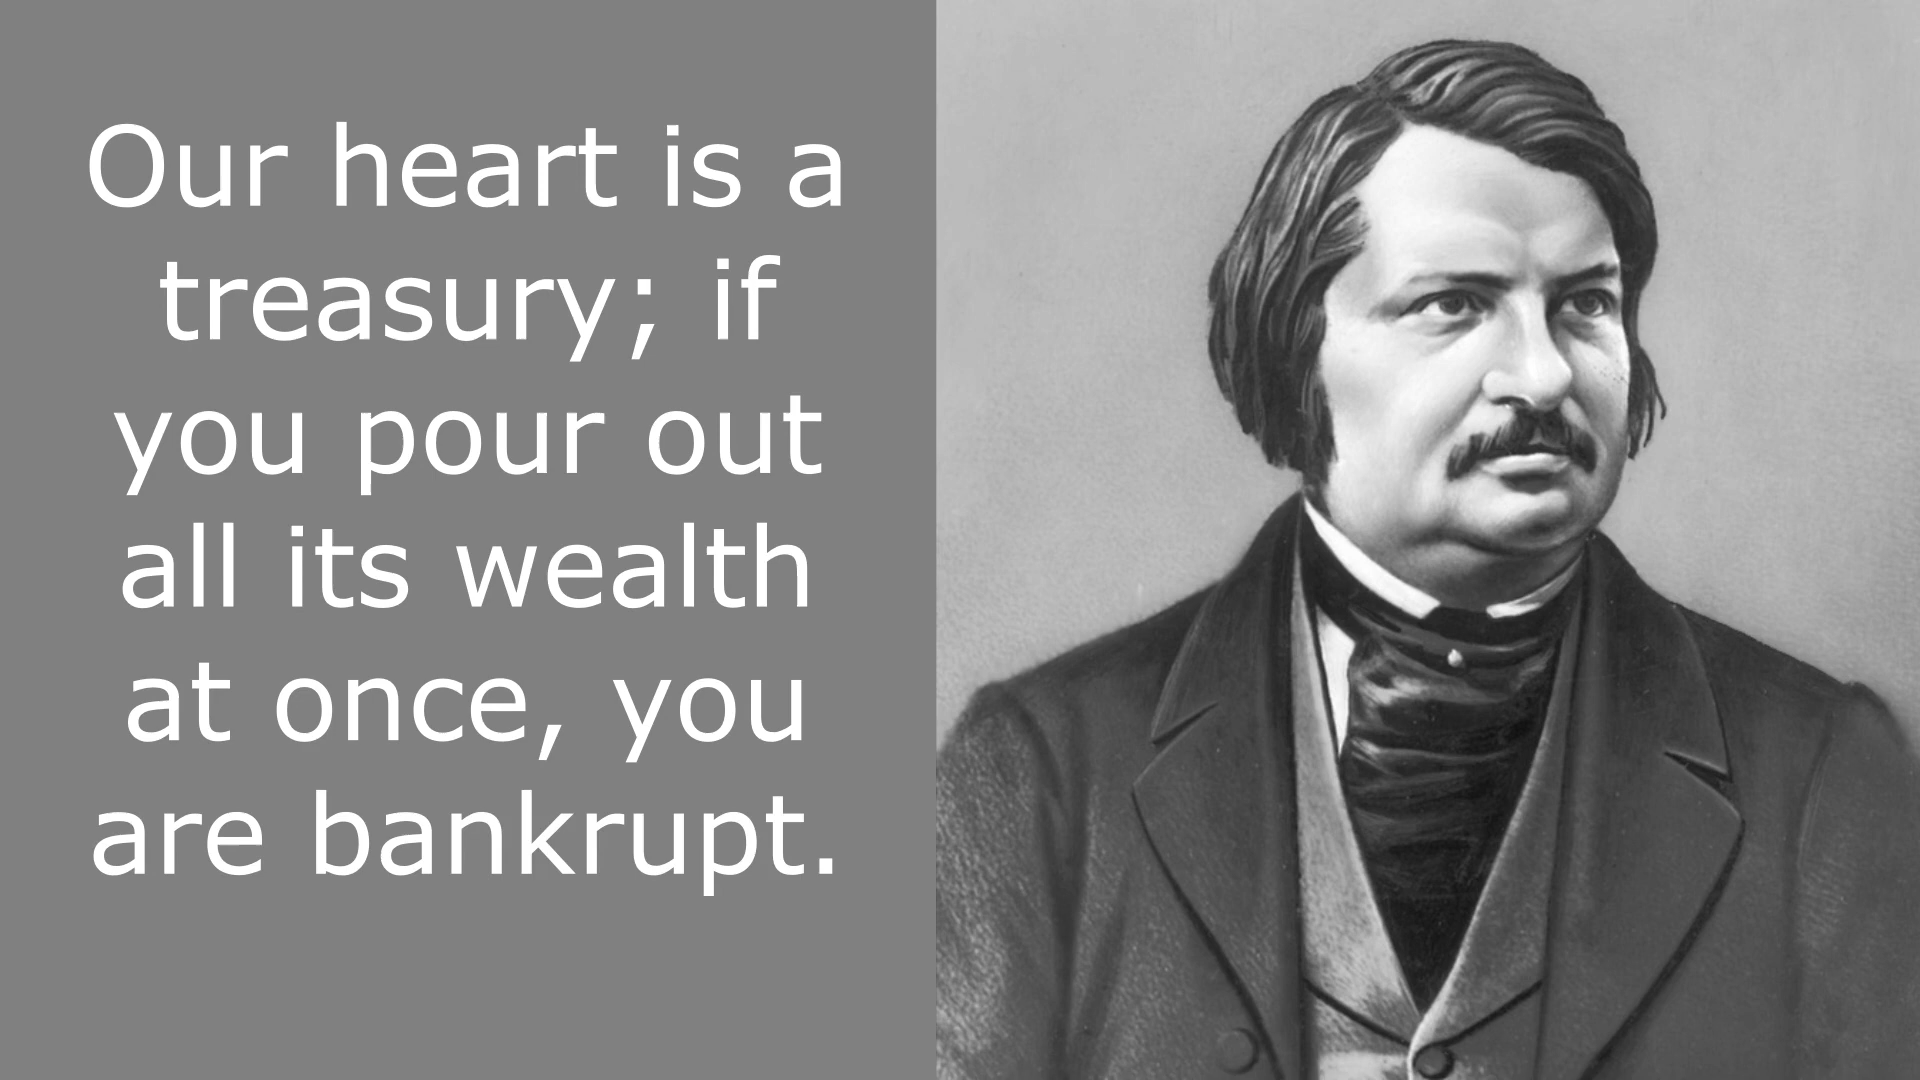 Our heart is a
treasury; if
you pour out
all its wealth
at once, you
are bankrupt.